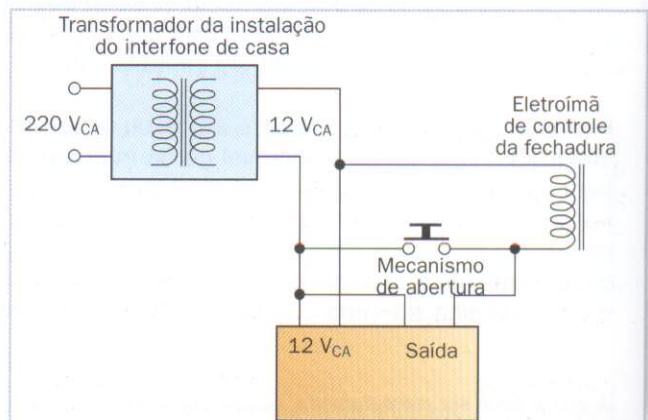 Transformador da instalação
do interfone de casa
220 VCA
12 VCA
Eletroímã
de controle
da fechadura
Mecanismo
de abertura
12 VCA
Saída